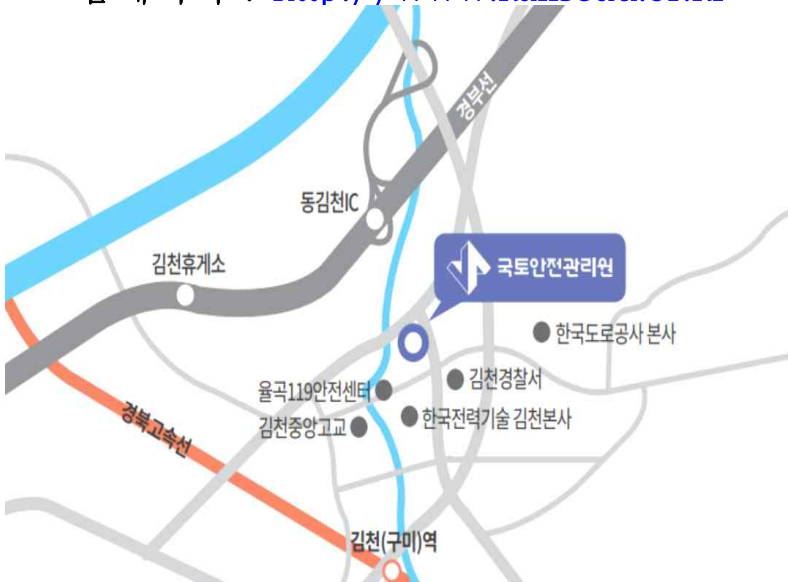 경부선
동김천IC
김천휴게소
국토안전관리원
한국도로공사 본사
김천경찰서
율곡119안전센터
한국전력기술 김천본사
김천중앙고교
경북고속선
김천(구미)역